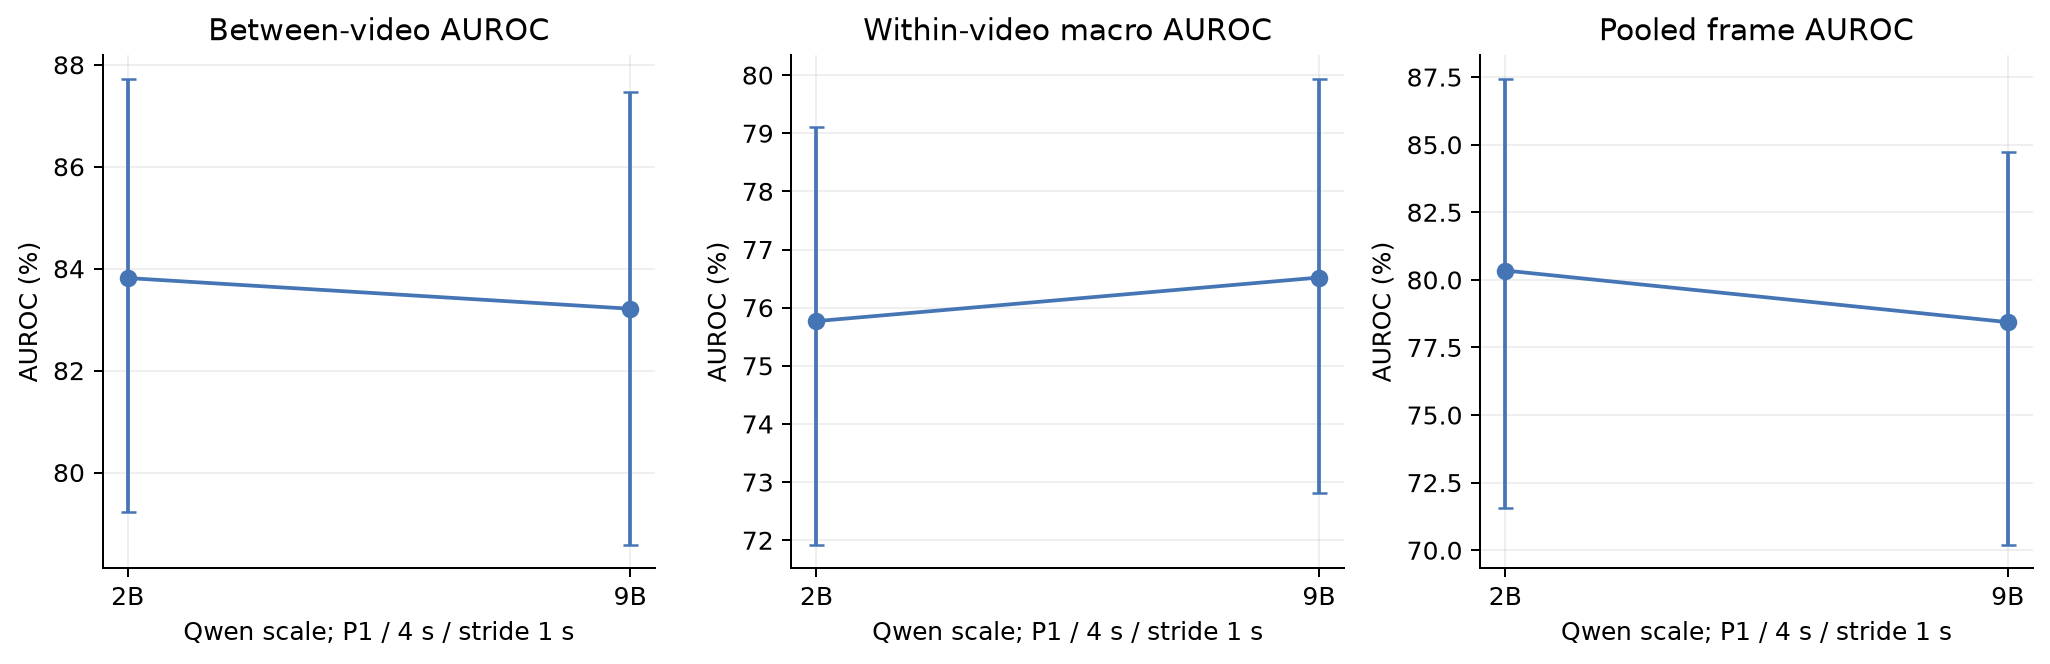 Between-video AUROC
AUROC (%)
88
86
84
82
80
2B
9B
Qwen scale; P1 / 4 s / stride 1 s
Within-video macro AUROC
AUROC (%)
80
79
78
77
76
75
74
73
72
2B
9B
Qwen scale; P1 / 4 s / stride 1 s
Pooled frame AUROC
AUROC (%)
87.5
85.0
82.5
80.0
77.5
75.0
72.5
70.0
2B
9B
Qwen scale; P1 / 4 s / stride 1 s